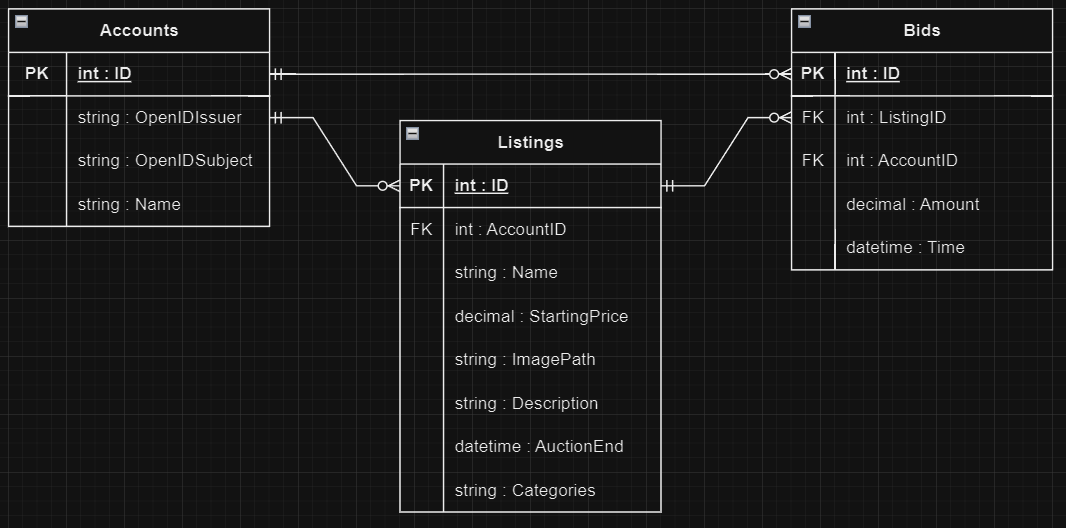 Accounts
PK int : ID
string : OpenIDIssuer
string : OpenIDSubject
string : Name
Listings
PK int : ID
FK int : AccountID
string : Name
decimal : StartingPrice
string : ImagePath
string : Description
datetime : AuctionEnd
string : Categories
Bids
PK int : ID
FK int : ListingID
FK int : AccountID
decimal : Amount
datetime : Time